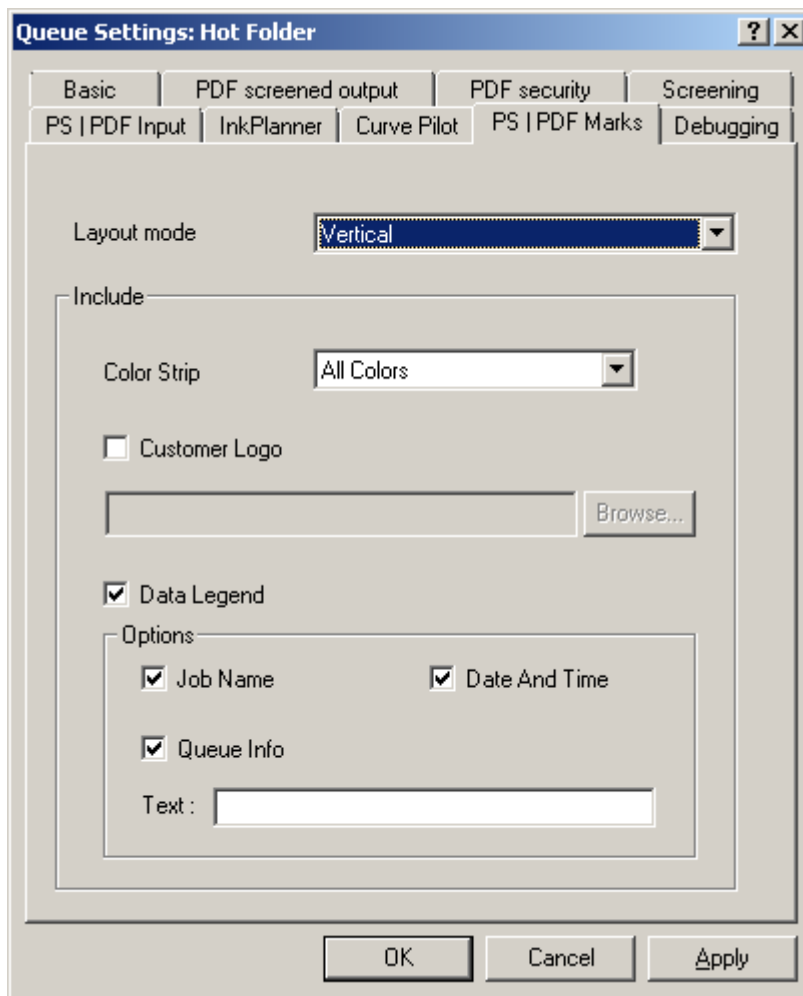 Queue Settings: Hot Folder
Basic PDF screened output PDF security Screening
PS | PDF Input InkPlanner Curve Pilot PS | PDF Marks Debugging
Layout mode Vertical
Include
Color Strip All Colors
Customer Logo
Browse...
Data Legend
Options
Job Name Date And Time
Queue Info
Text :
OK Cancel Apply